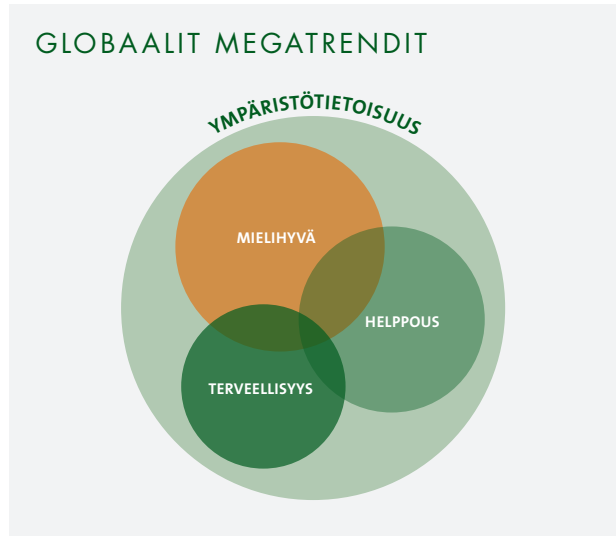 GLOBAALIT MEGATRENDIT
YMPÄRISTÖTIETOISUUS
MIELIHYVÄ
HELPPOUS
TERVEELLISYYS